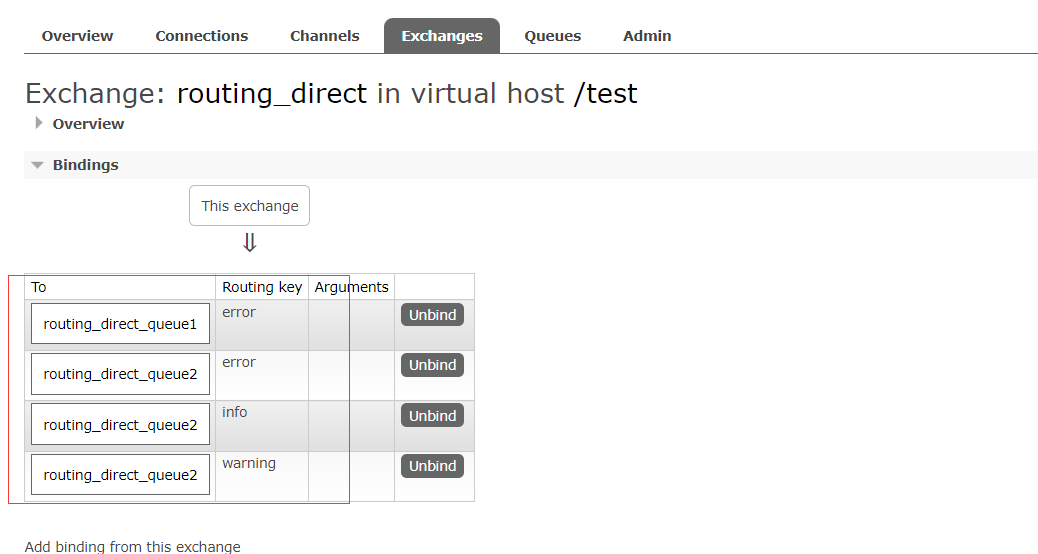 Overview Connections Channels Exchanges Queues Admin
Exchange: routing_direct in virtual host /test
Overview
Bindings
This exchange
⇓
To Routing key Arguments
routing_direct_queue1 error Unbind
routing_direct_queue2 error Unbind
routing_direct_queue2 info Unbind
routing_direct_queue2 warning Unbind
Add binding from this exchange